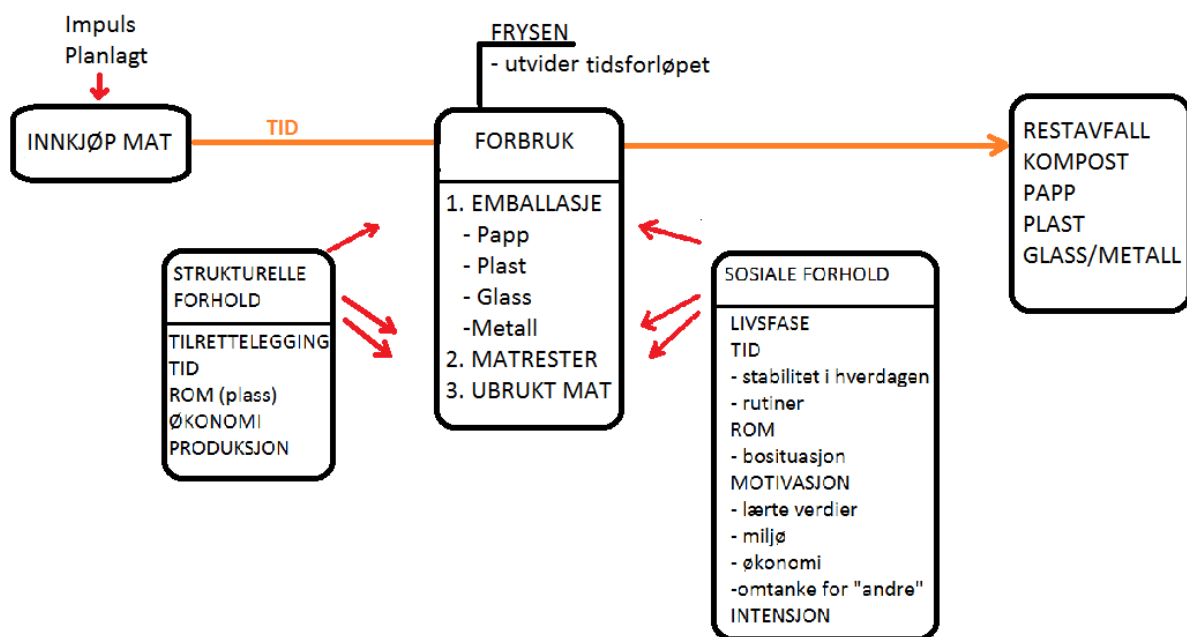 Impuls
Planlagt
INNKJØP MAT
TID
FRYSEN
- utvider tidsforløpet
FORBRUK
1. EMBALLASJE
- Papp
- Plast
- Glass
-Metall
2. MATRESTER
3. UBRUKT MAT
RESTAVFALL
KOMPOST
PAPP
PLAST
GLASS/METALL
STRUKTURELLE
FORHOLD
TILRETTELEGGING
TID
ROM (plass)
ØKONOMI
PRODUKSJON
SOSIALE FORHOLD
LIVSFASE
TID
- stabilitet i hverdagen
- rutiner
ROM
- bosituasjon
MOTIVASJON
- lærte verdier
- miljø
- økonomi
-omtanke for "andre"
INTENSJON